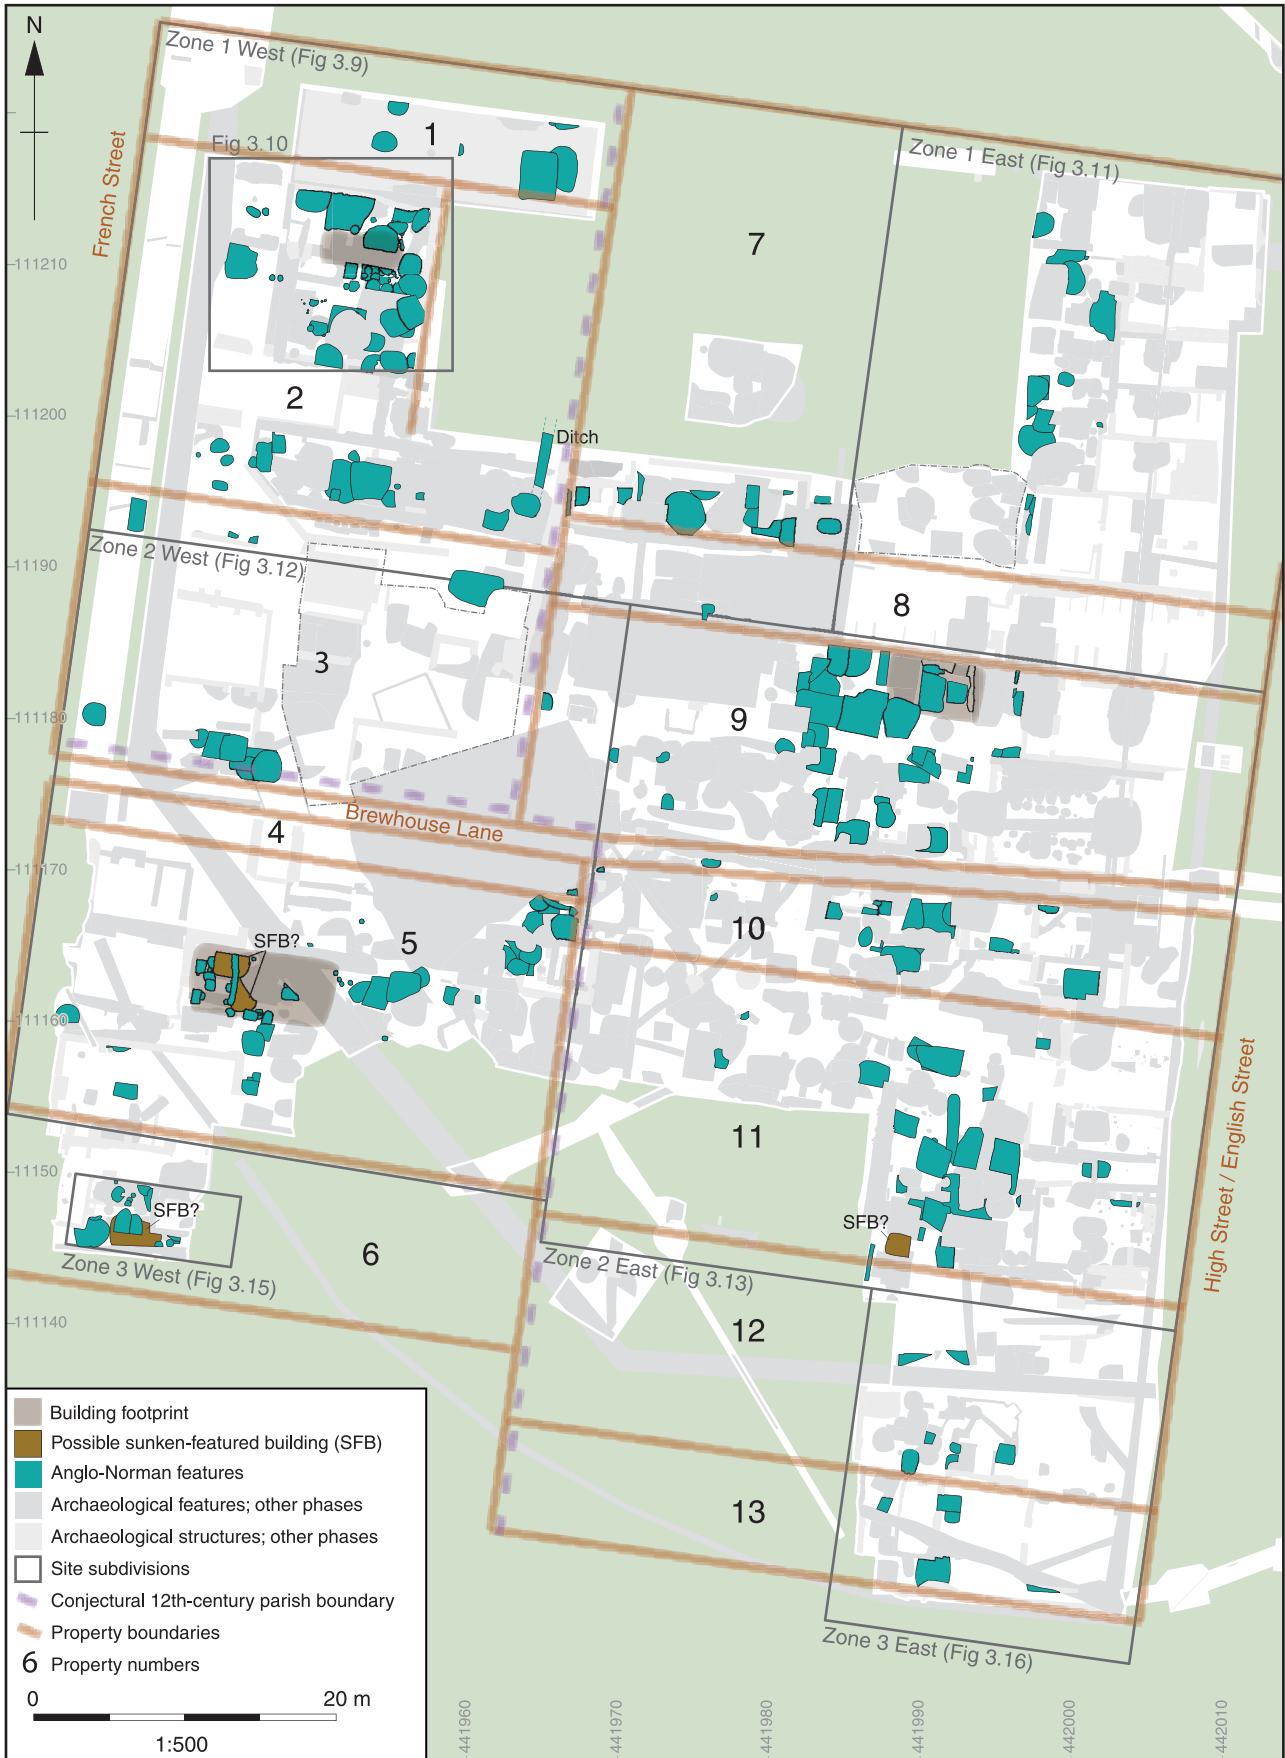 N
Zone 1 West (Fig 3.9)
French Street
Fig 3.10
1
Zone 1 East (Fig 3.11)
7
111210
2
111200
Ditch
111190
Zone 2 West (Fig 3.12)
8
3
9
111180
Brewhouse Lane
4
111170
10
SFB?
5
111160
11
111150
SFB?
SFB?
High Street / English Street
6
Zone 3 West (Fig 3.15)
Zone 2 East (Fig 3.13)
12
111140
13
Building footprint
Possible sunken-featured building (SFB)
Anglo-Norman features
Archaeological features; other phases
Archaeological structures; other phases
Site subdivisions
Conjectural 12th-century parish boundary
Property boundaries
6 Property numbers
0 20 m
1:500
Zone 3 East (Fig 3.16)
441960
441970
441980
441990
442000
442010